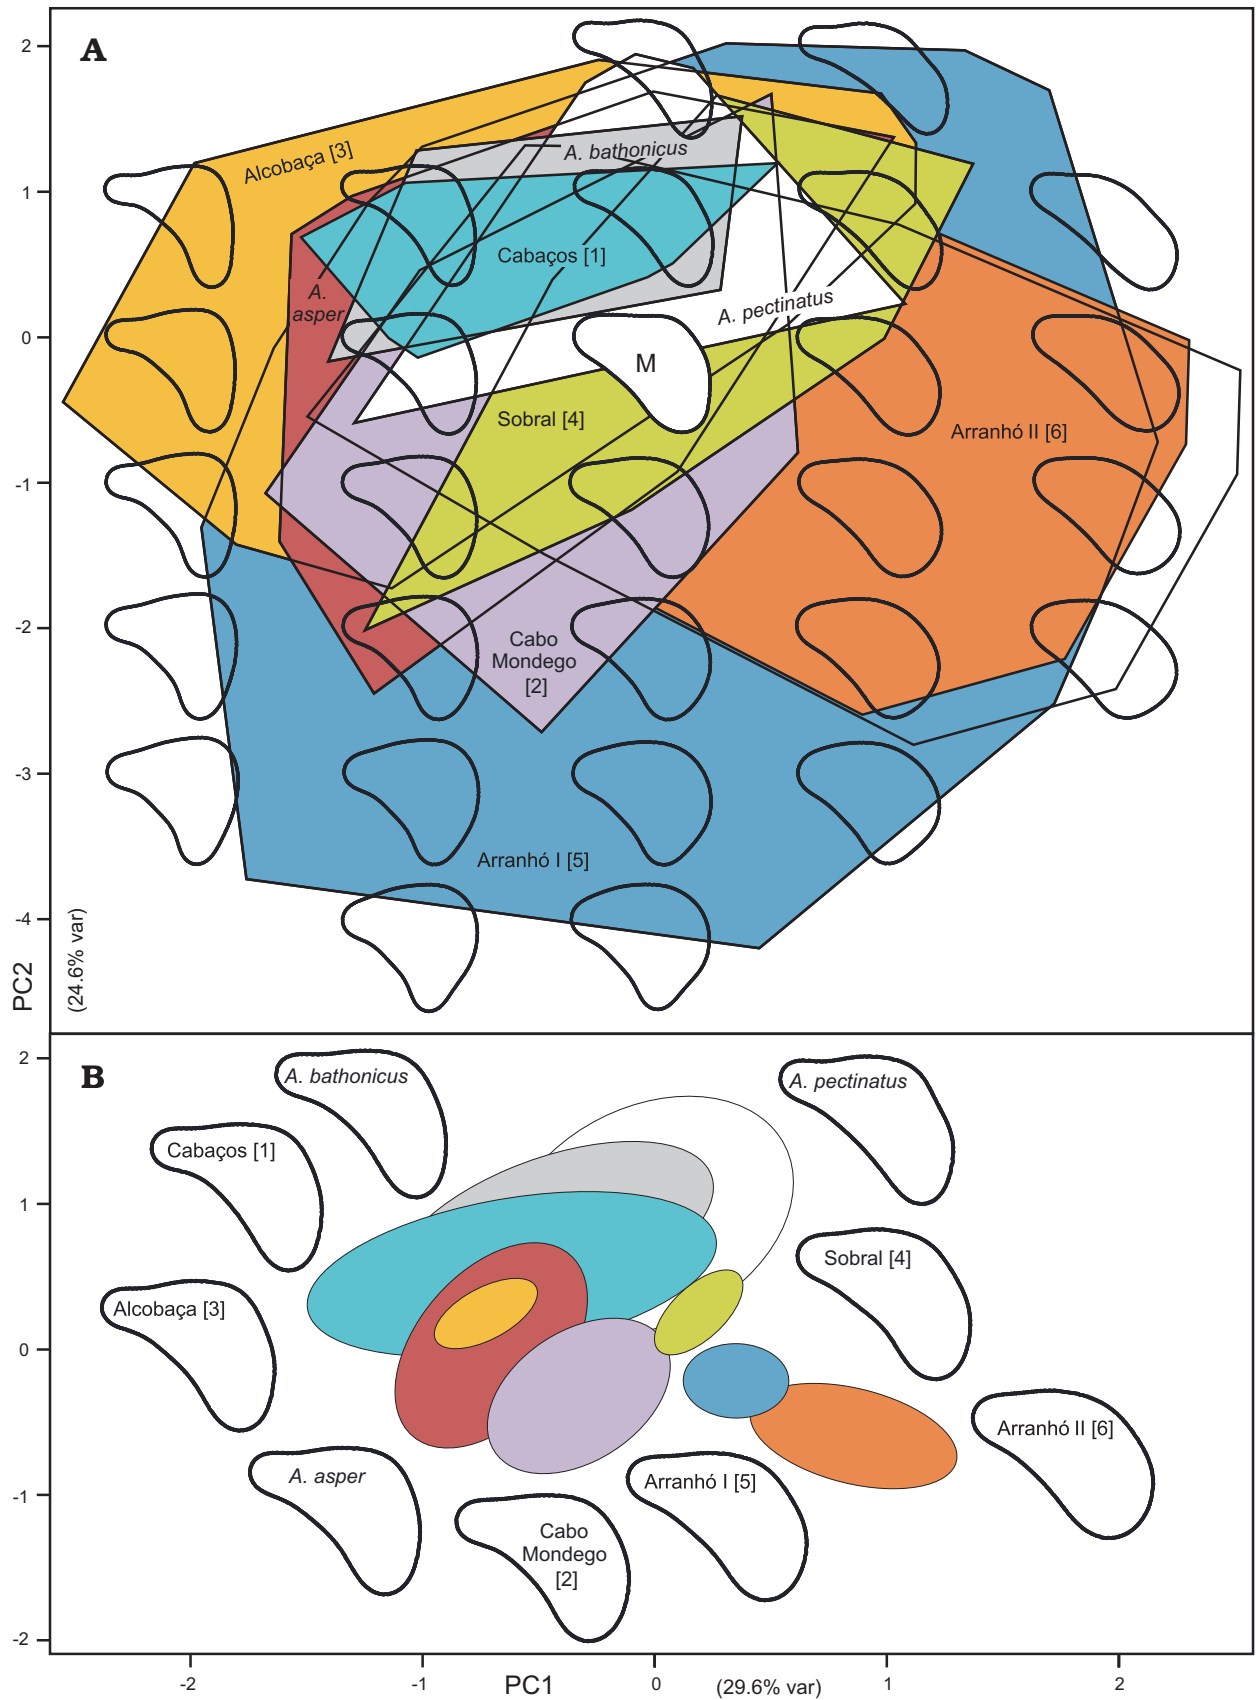 A
2
1
0
-1
-2
-3
-4
PC2
(24.6% var)
Alcobaça [3]
A. bathonicus
Cabaços [1]
A.
asper
A. pectinatus
M
Sobral [4]
Arranhó II [6]
Cabo
Mondego
[2]
Arranhó I [5]
B
2
1
0
-1
-2
A. bathonicus
A. pectinatus
Cabaços [1]
Sobral [4]
Alcobaça [3]
Arranhó II [6]
A. asper
Arranhó I [5]
Cabo
Mondego
[2]
-2
-1
0
1
2
PC1
(29.6% var)